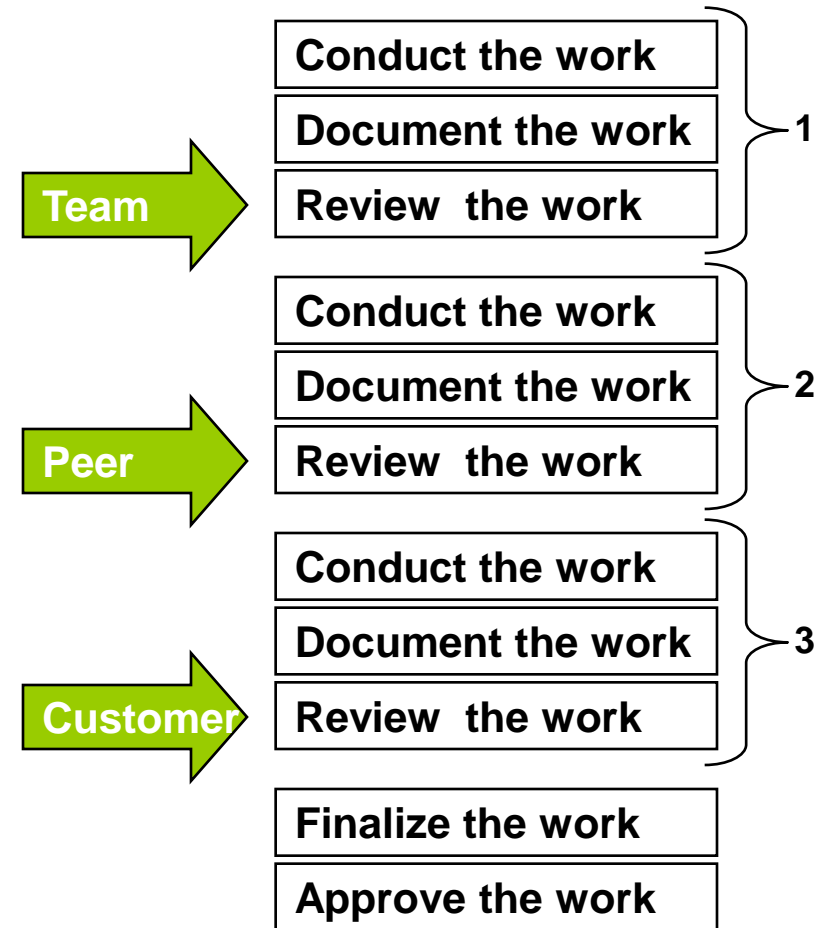 Conduct the work
Document the work
1
Team
Review  the work
Conduct the work
Document the work
2
Peer
Review  the work
Conduct the work
Document the work
3
Customer
Review  the work
Finalize the work
Approve the work